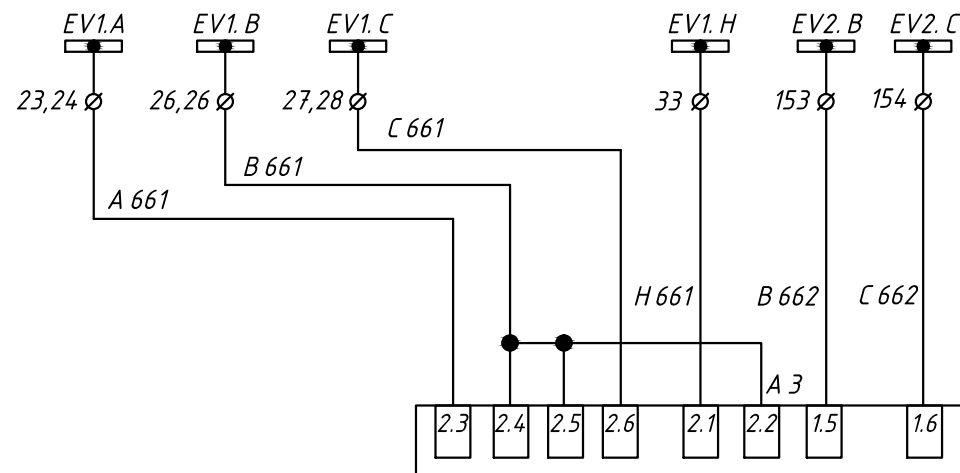 EV1.A EV1.B EV1.C EV1.H EV2.B EV2.C
23,24 26,26 27,28 33 153 154
C 661
B 661
A 661
H 661 B 662 C 662
A 3
2.3 2.4 2.5 2.6 2.1 2.2 1.5 1.6